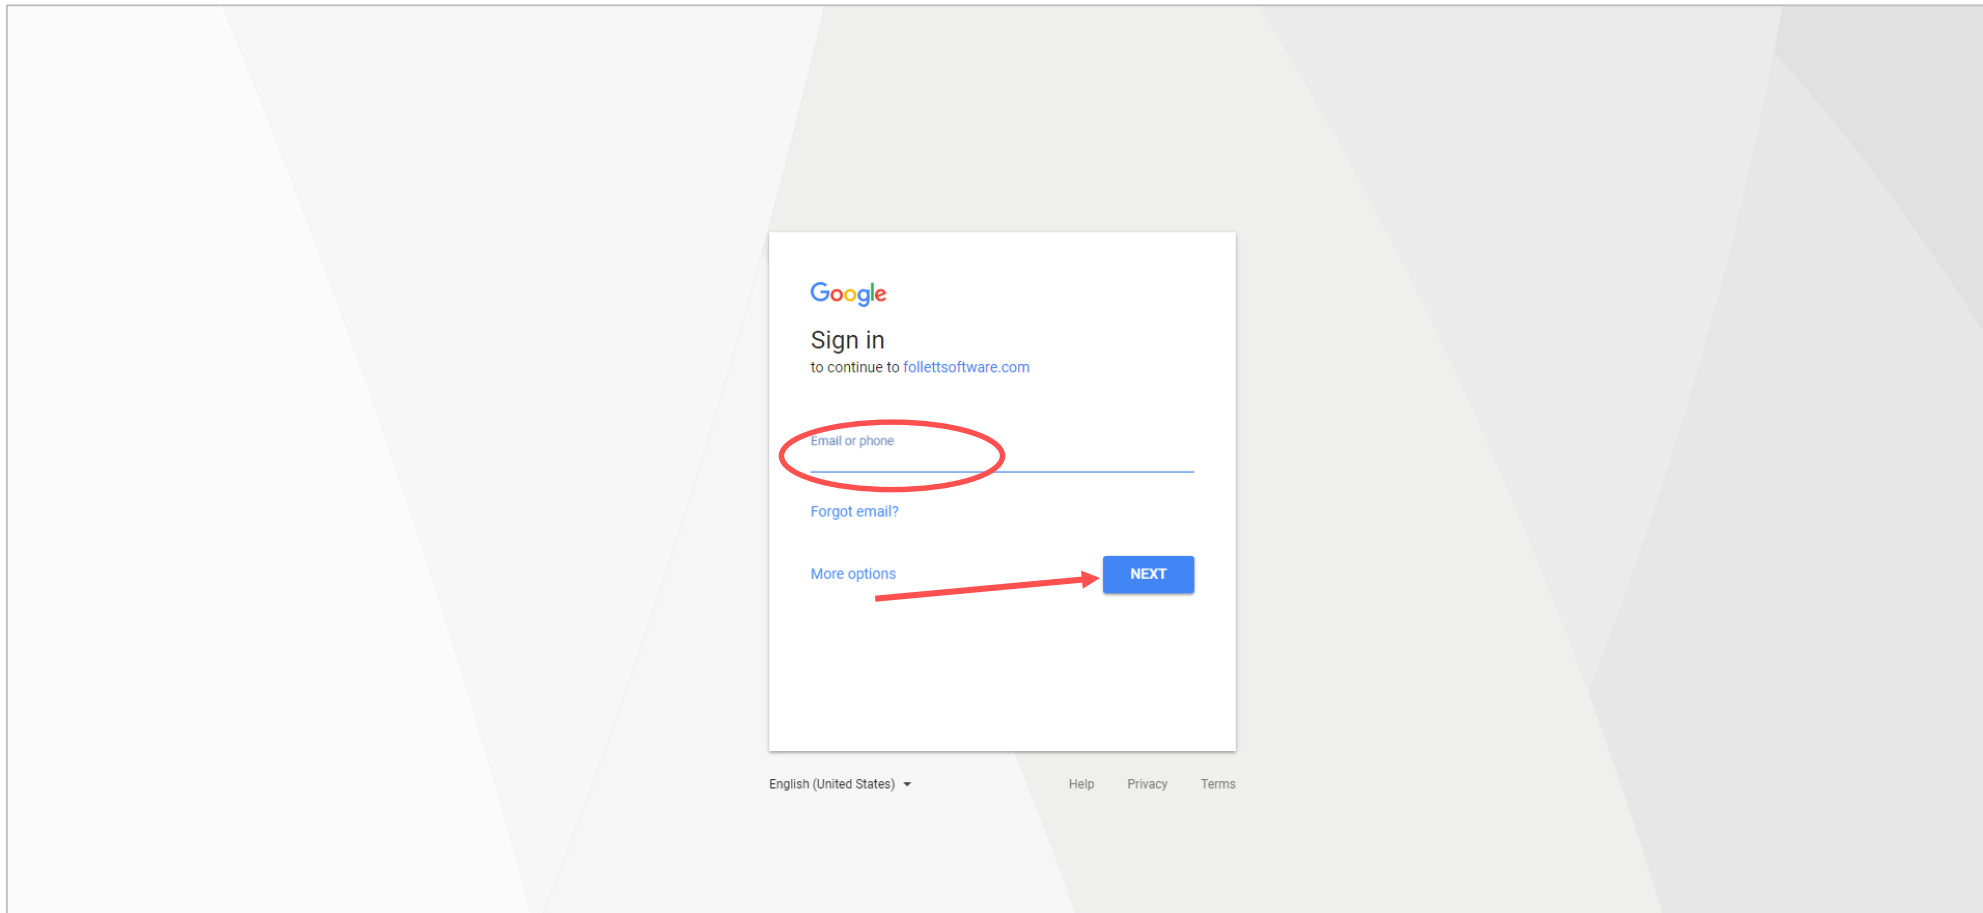 Google
Sign in
to continue to follettsoftware.com
Email or phone
Forgot email?
More options
NEXT
English (United States)
Help Privacy Terms